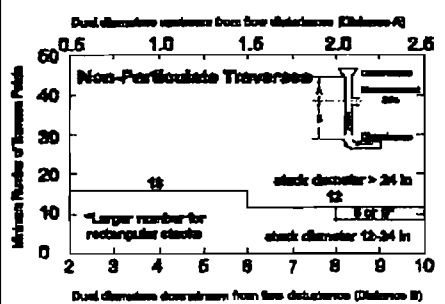 Duct diameters upstream from flow disturbance (Distance A)
0.5 1.0 1.5 2.0 2.5
50
40
30
20
10
0
Minimum Number of Traverse Points
Non-Particulate Traverses
A
B
16
stack diameter > 24 in
12
8 or 9*
*Larger number for
rectangular stacks
stack diameter 12-24 in
2 3 4 5 6 7 8 9 10
Duct diameters downstream from flow disturbance (Distance B)